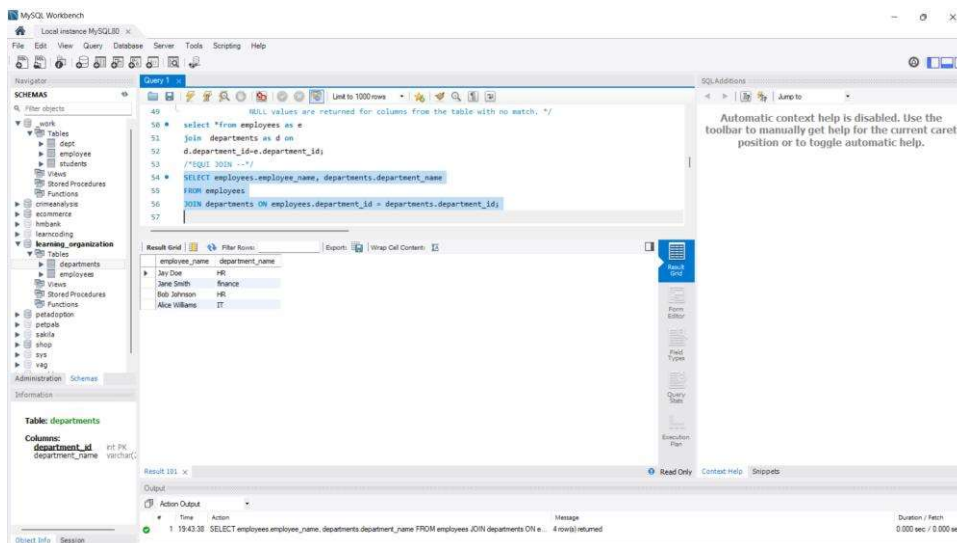 MySQL Workbench
Local instance MySQL80 ×
File Edit View Query Database Server Tools Scripting Help
Navigator
SCHEMAS
Filter objects
_work
Tables
dept
employee
students
Views
Stored Procedures
Functions
crimeanalysis
ecommerce
hmbank
learncoding
learning_organization
Tables
departments
employees
Views
Stored Procedures
Functions
petadoption
petpals
sakila
shop
sys
vag
Administration Schemas
Information
Table: departments
Columns:
department_id int PK
department_name varchar(
Object Info Session
Query 1 ×
Limit to 1000 rows
49 NULL values are returned for columns from the table with no match. */
50 select *from employees as e
51 join departments as d on
52 d.department_id=e.department_id;
53 /*EQUI JOIN --*/
54 SELECT employees.employee_name, departments.department_name
55 FROM employees
56 JOIN departments ON employees.department_id = departments.department_id;
57
Result Grid Filter Rows: Export: Wrap Cell Content:
employee_name department_name
Jay Doe HR
Jane Smith finance
Bob Johnson HR
Alice Williams IT
Result Grid
Form Editor
Field Types
Query Stats
Execution Plan
Result 101 × Read Only
SQLAdditions
Jump to
Automatic context help is disabled. Use the
toolbar to manually get help for the current caret
position or to toggle automatic help.
Context Help Snippets
Output
Action Output
# Time Action Message Duration / Fetch
1 19:43:38 SELECT employees.employee_name, departments.department_name FROM employees JOIN departments ON e... 4 row(s) returned 0.000 sec / 0.000 se